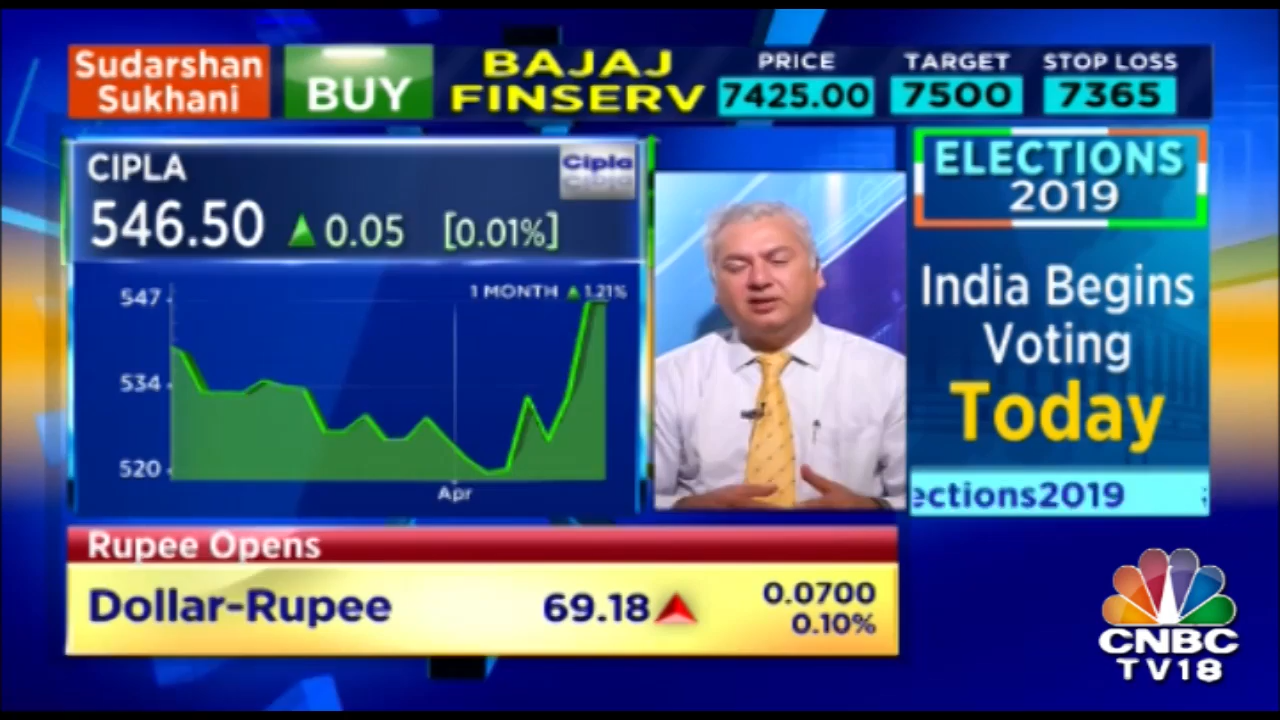 Sudarshan
Sukhani
BUY
BAJAJ
FINSERV
PRICE
7425.00
TARGET
7500
STOP LOSS
7365
CIPLA
Cipla
546.50 ▲ 0.05 [0.01%]
1 MONTH ▲ 1.21%
547
534
520
Apr
ELECTIONS
2019
India Begins
Voting
Today
ections2019
Rupee Opens
Dollar-Rupee 69.18 ▲ 0.0700
0.10%
CNBC
TV18